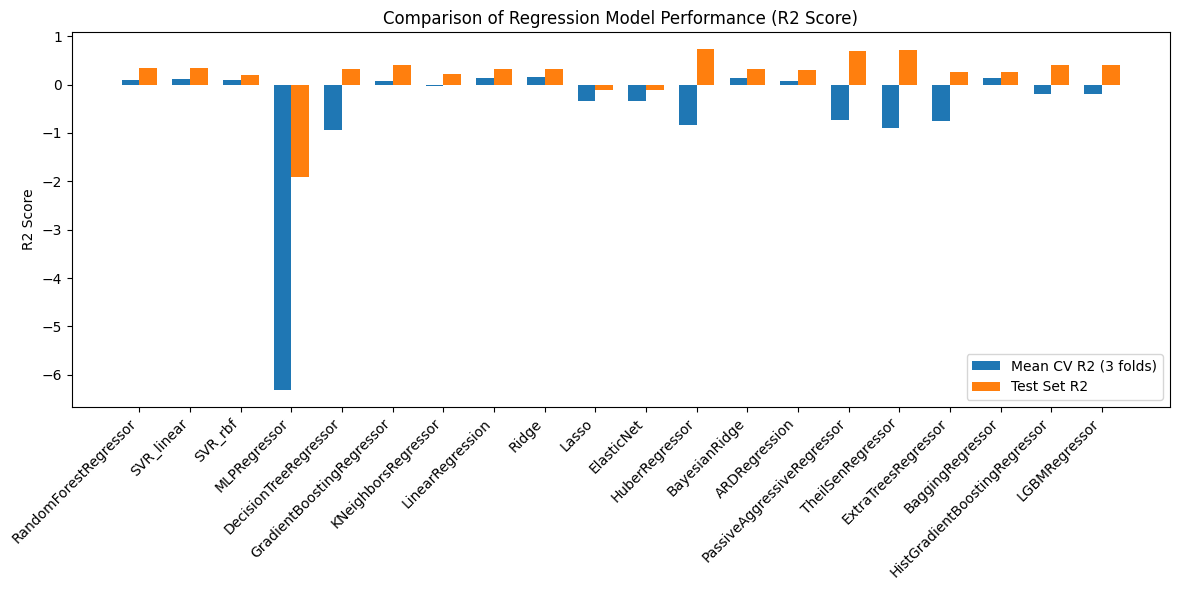 Comparison of Regression Model Performance (R2 Score)
R2 Score
1
0
−1
−2
−3
−4
−5
−6
Mean CV R2 (3 folds)
Test Set R2
RandomForestRegressor
SVR_linear
SVR_rbf
MLPRegressor
DecisionTreeRegressor
GradientBoostingRegressor
KNeighborsRegressor
LinearRegression
Ridge
Lasso
ElasticNet
HuberRegressor
BayesianRidge
ARDRegression
PassiveAggressiveRegressor
TheilSenRegressor
ExtraTreesRegressor
BaggingRegressor
HistGradientBoostingRegressor
LGBMRegressor